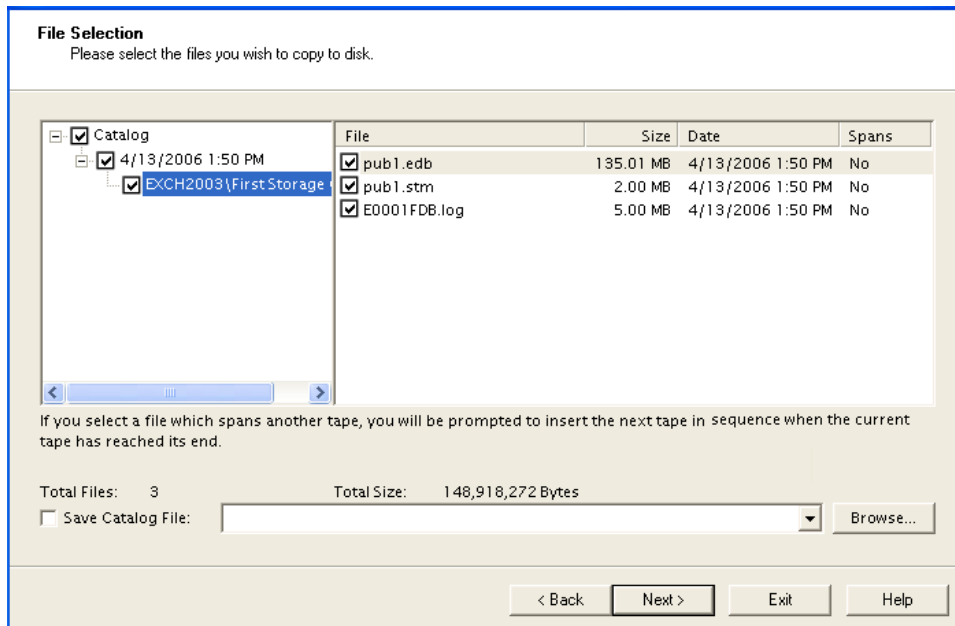 File Selection
Please select the files you wish to copy to disk.
Catalog
4/13/2006 1:50 PM
EXCH2003\First Storage
File Size Date Spans
pub1.edb 135.01 MB 4/13/2006 1:50 PM No
pub1.stm 2.00 MB 4/13/2006 1:50 PM No
E0001FDB.log 5.00 MB 4/13/2006 1:50 PM No
If you select a file which spans another tape, you will be prompted to insert the next tape in sequence when the current
tape has reached its end.
Total Files: 3 Total Size: 148,918,272 Bytes
Save Catalog File: Browse...
< Back Next > Exit Help